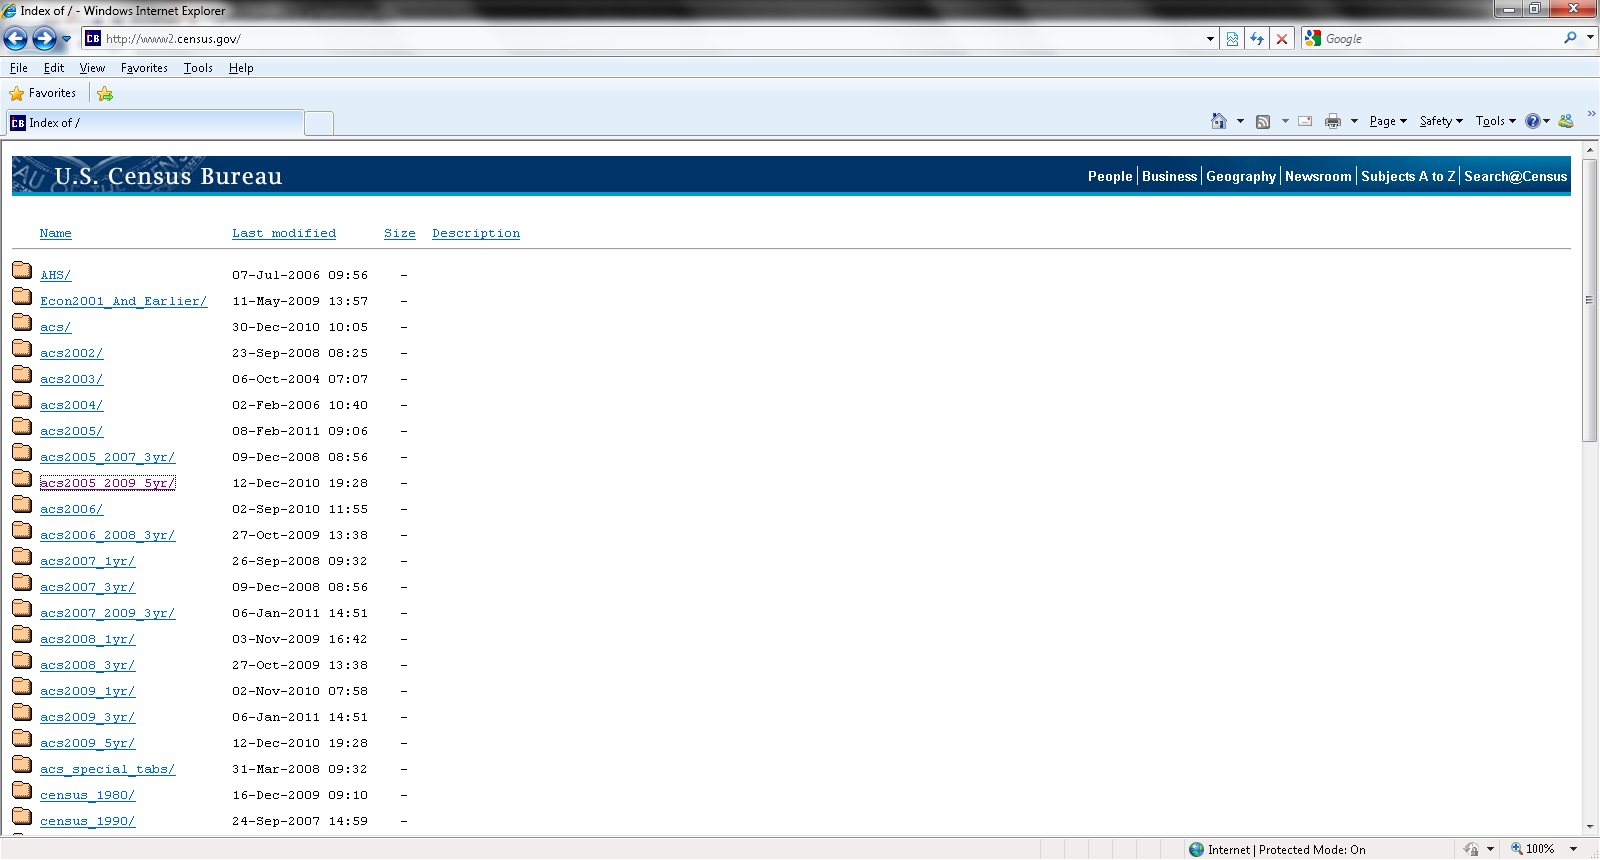 Index of / - Windows Internet Explorer
CB http://www2.census.gov/ Google
File Edit View Favorites Tools Help
Favorites
CB Index of / Page Safety Tools
U.S. Census Bureau People Business Geography Newsroom Subjects A to Z Search@Census
Name Last modified Size Description
AHS/ 07-Jul-2006 09:56 -
Econ2001_And_Earlier/ 11-May-2009 13:57 -
acs/ 30-Dec-2010 10:05 -
acs2002/ 23-Sep-2008 08:25 -
acs2003/ 06-Oct-2004 07:07 -
acs2004/ 02-Feb-2006 10:40 -
acs2005/ 08-Feb-2011 09:06 -
acs2005_2007_3yr/ 09-Dec-2008 08:56 -
acs2005_2009_5yr/ 12-Dec-2010 19:28 -
acs2006/ 02-Sep-2010 11:55 -
acs2006_2008_3yr/ 27-Oct-2009 13:38 -
acs2007_1yr/ 26-Sep-2008 09:32 -
acs2007_3yr/ 09-Dec-2008 08:56 -
acs2007_2009_3yr/ 06-Jan-2011 14:51 -
acs2008_1yr/ 03-Nov-2009 16:42 -
acs2008_3yr/ 27-Oct-2009 13:38 -
acs2009_1yr/ 02-Nov-2010 07:58 -
acs2009_3yr/ 06-Jan-2011 14:51 -
acs2009_5yr/ 12-Dec-2010 19:28 -
acs_special_tabs/ 31-Mar-2008 09:32 -
census_1980/ 16-Dec-2009 09:10 -
census_1990/ 24-Sep-2007 14:59 -
Internet | Protected Mode: On 100%